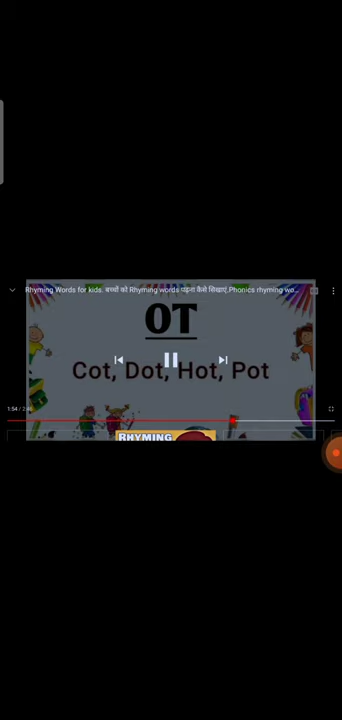 Rhyming Words for kids. बच्चों को Rhyming words पढ़ना कैसे सिखाएं.Phonics rhyming wo...
OT
Cot, Dot, Hot, Pot
1:54 / 2:46
RHYMING